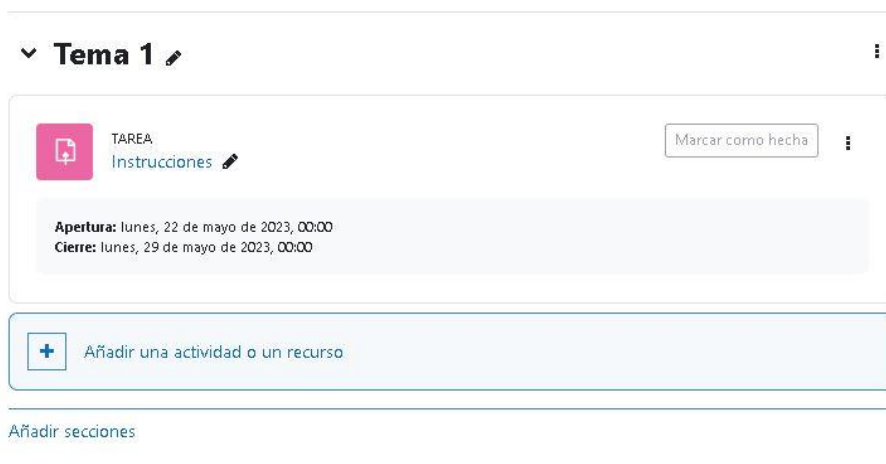 Tema 1
TAREA
Instrucciones
Marcar como hecha
Apertura: lunes, 22 de mayo de 2023, 00:00
Cierre: lunes, 29 de mayo de 2023, 00:00
+ Añadir una actividad o un recurso
Añadir secciones